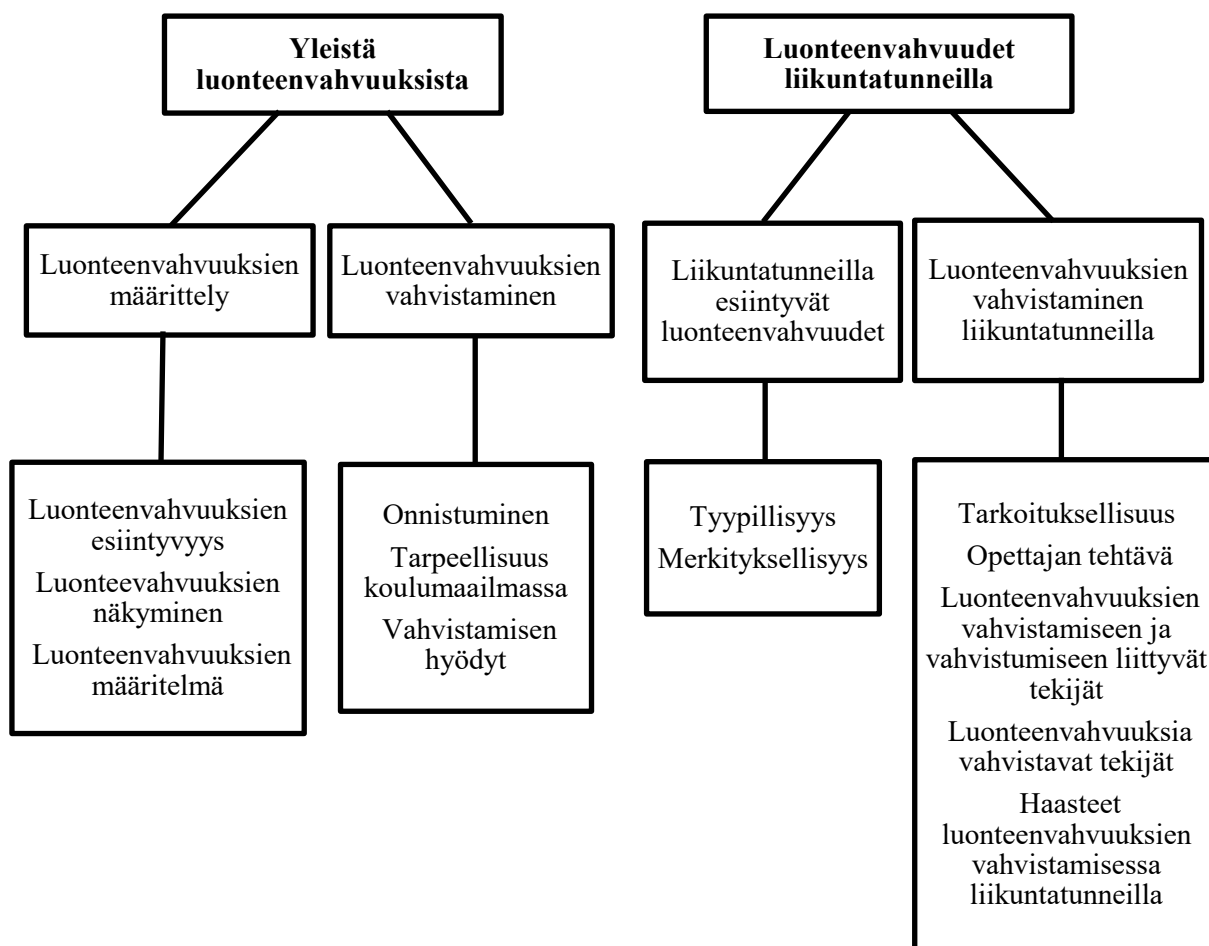 Yleistä
luonteenvahvuuksista
Luonteenvahvuudet
liikuntatunneilla
Luonteenvahvuuksien
määrittely
Luonteenvahvuuksien
vahvistaminen
Liikuntatunneilla
esiintyvät
luonteenvahvuudet
Luonteenvahvuuksien
vahvistaminen
liikuntatunneilla
Luonteenvahvuuksien
esiintyvyys
Luonteevahvuuksien
näkyminen
Luonteenvahvuuksien
määritelmä
Onnistuminen
Tarpeellisuus
koulumaailmassa
Vahvistamisen
hyödyt
Tyypillisyys
Merkityksellisyys
Tarkoituksellisuus
Opettajan tehtävä
Luonteenvahvuuksien
vahvistamiseen ja
vahvistumiseen liittyvät
tekijät
Luonteenvahvuuksia
vahvistavat tekijät
Haasteet
luonteenvahvuuksien
vahvistamisessa
liikuntatunneilla